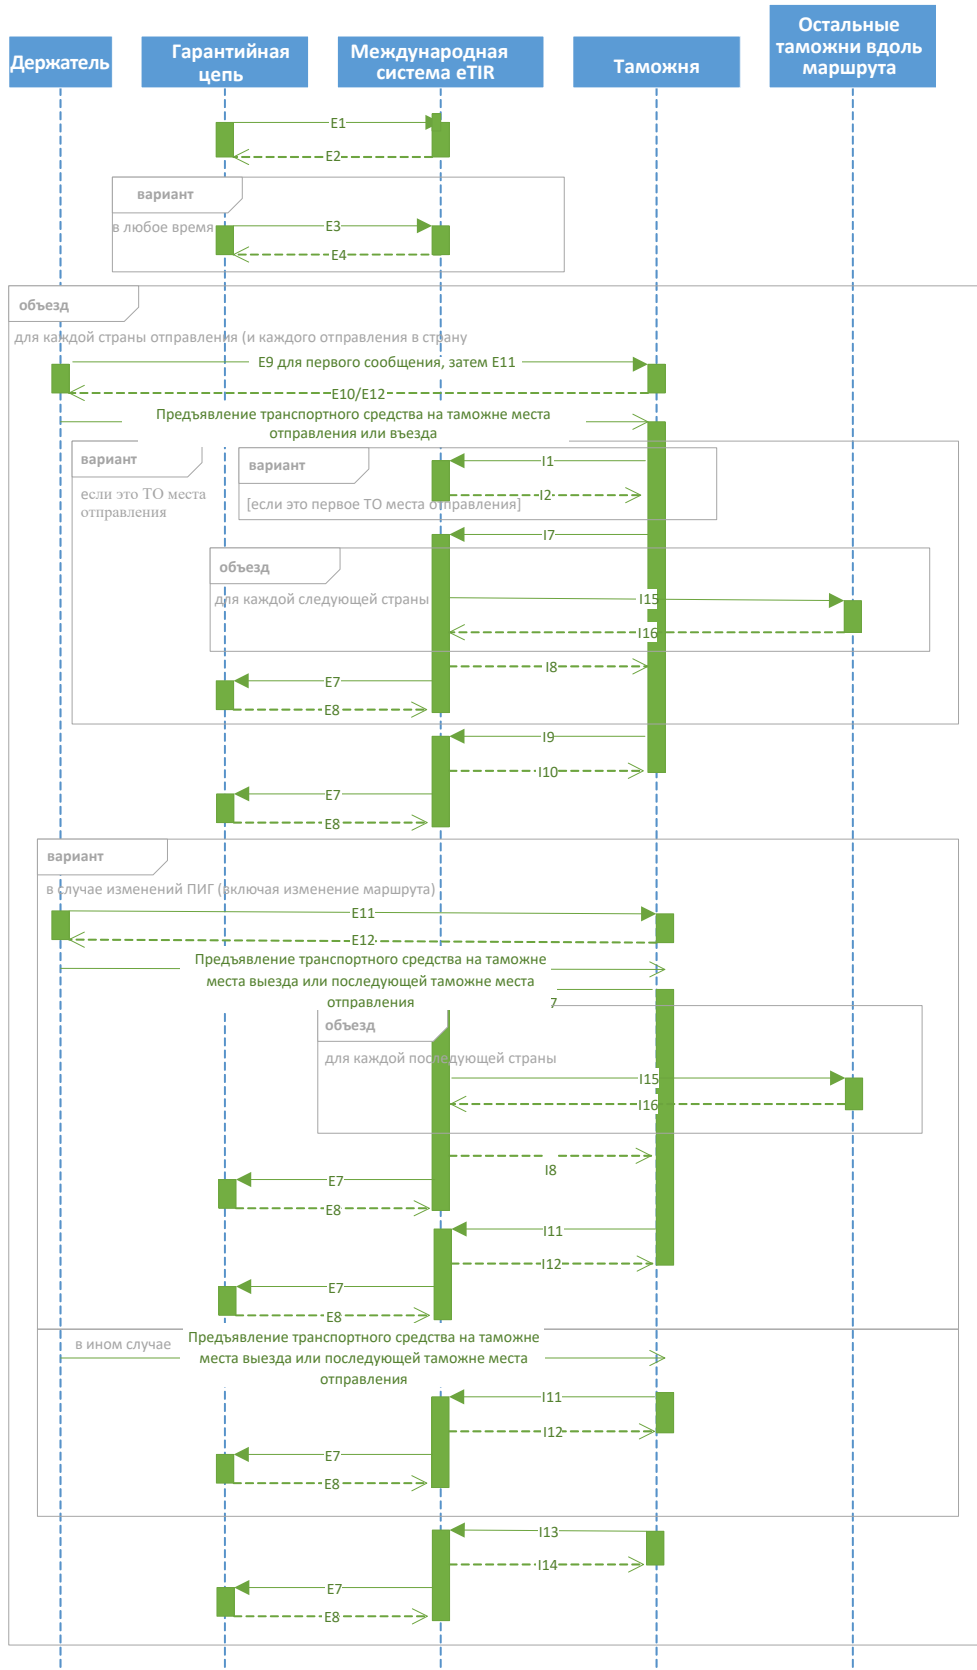 Держатель
Гарантийная
цепь
Международная
система eTIR
Таможня
Остальные
таможни вдоль
маршрута
E1
E2
вариант
в любое время
E3
E4
объезд
для каждой страны отправления (и каждого отправления в страну
E9 для первого сообщения, затем E11
E10/E12
Предъявление транспортного средства на таможне места
отправления или въезда
вариант
если это ТО места
отправления
вариант
[если это первое ТО места отправления]
I1
I2
I7
объезд
для каждой следующей страны
I15
I16
I8
E7
E8
I9
I10
E7
E8
вариант
в случае изменений ПИГ (включая изменение маршрута)
E11
E12
Предъявление транспортного средства на таможне
места выезда или последующей таможне места
отправления
7
объезд
для каждой последующей страны
I15
I16
I8
E7
E8
I11
I12
E7
E8
в ином случае
Предъявление транспортного средства на таможне
места выезда или последующей таможне места
отправления
I11
I12
E7
E8
I13
I14
E7
E8